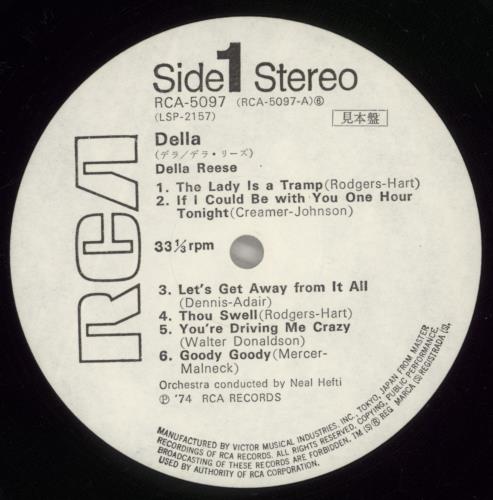 Side 1 Stereo
RCA-5097 (RCA-5097-A)⑥
(LSP-2157)
見本盤
Della
(デラ/デラ・リーズ)
Della Reese
1. The Lady Is a Tramp(Rodgers-Hart)
2. If I Could Be with You One Hour
Tonight(Creamer-Johnson)
33⅓rpm
3. Let's Get Away from It All
(Dennis-Adair)
4. Thou Swell(Rodgers-Hart)
5. You're Driving Me Crazy
(Walter Donaldson)
6. Goody Goody(Mercer-
Malneck)
Orchestra conducted by Neal Hefti
Ⓟ '74 RCA RECORDS
RCA
MANUFACTURED BY VICTOR MUSICAL INDUSTRIES, INC. TOKYO, JAPAN FROM MASTER
RECORDINGS OF RCA RECORDS. ALL RIGHTS RESERVED, COPYING, PUBLIC PERFORMANCE,
BROADCASTING OF THESE RECORDS ARE FORBIDDEN, TM(S)® REG MARCA (S) REGISTRADA (S),
USED BY AUTHORITY OF RCA CORPORATION.